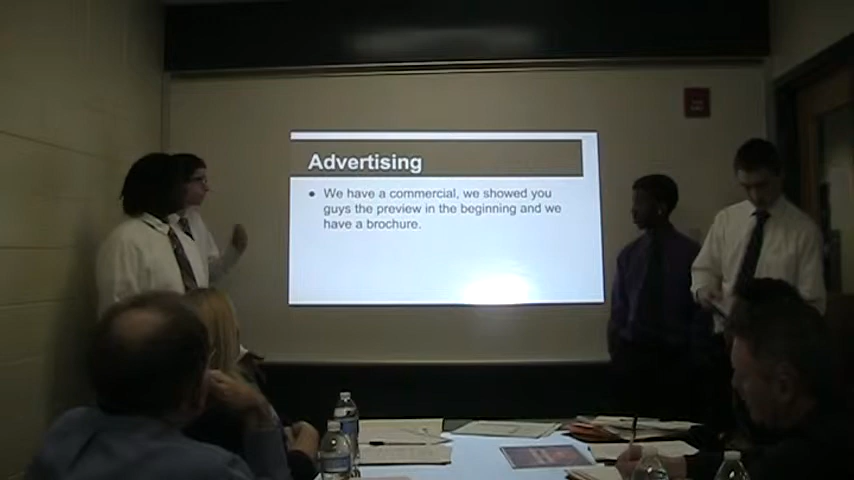 Advertising
• We have a commercial, we showed you
guys the preview in the beginning and we
have a brochure.